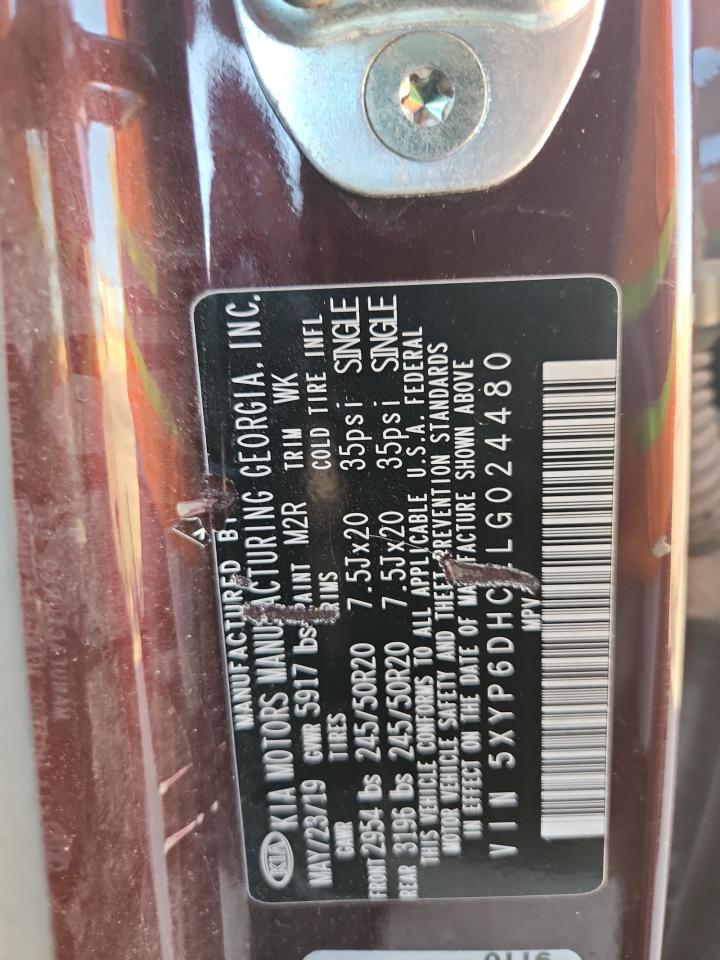 MANUFACTURED BY
KIA KIA MOTORS MANUFACTURING GEORGIA, INC.
MAY/23/19 GVWR 5917 lbs PAINT M2R TRIM WK
GAWR TIRES RIMS COLD TIRE INFL
FRONT 2954 lbs 245/50R20 7.5Jx20 35psi SINGLE
REAR 3196 lbs 245/50R20 7.5Jx20 35psi SINGLE
THIS VEHICLE CONFORMS TO ALL APPLICABLE U.S.A. FEDERAL
MOTOR VEHICLE SAFETY AND THEFT PREVENTION STANDARDS
IN EFFECT ON THE DATE OF MANUFACTURE SHOWN ABOVE
MPV
VIN 5XYP6DHC LG024480